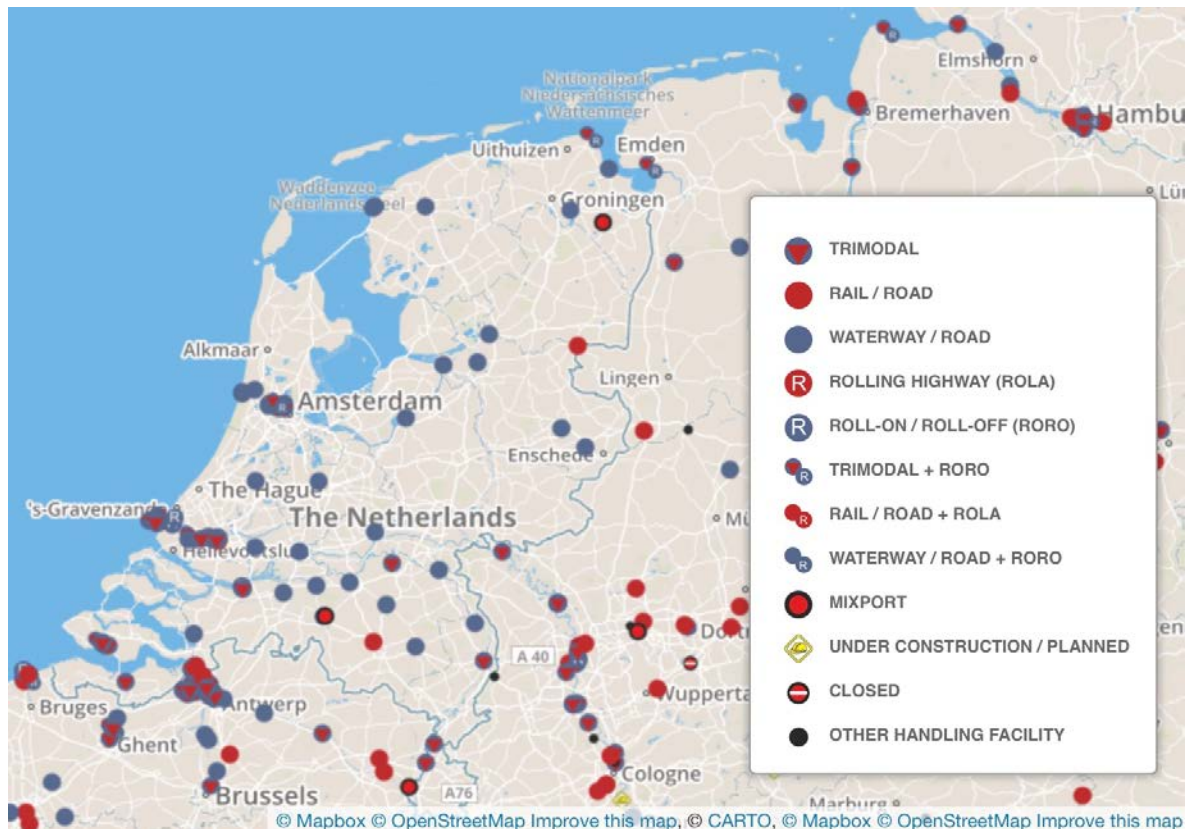 Elmshorn
Nationalpark
Niedersächsisches
Wattenmeer
Bremerhaven
Hambu
Uithuizen
Emden
Waddenzee
Groningen
Lü
Alkmaar
Lingen
Amsterdam
Enschede
The Hague
's-Gravenzande
The Netherlands
Mü
Hellevoetslu
A 40
Dortm
Wupperta
Bruges
Antwerp
Ghent
Cologne
Brussels
A76
Marburg
en
TRIMODAL
RAIL / ROAD
WATERWAY / ROAD
R ROLLING HIGHWAY (ROLA)
R ROLL-ON / ROLL-OFF (RORO)
R TRIMODAL + RORO
R RAIL / ROAD + ROLA
R WATERWAY / ROAD + RORO
MIXPORT
UNDER CONSTRUCTION / PLANNED
CLOSED
OTHER HANDLING FACILITY
© Mapbox © OpenStreetMap Improve this map, © CARTO, © Mapbox © OpenStreetMap Improve this map